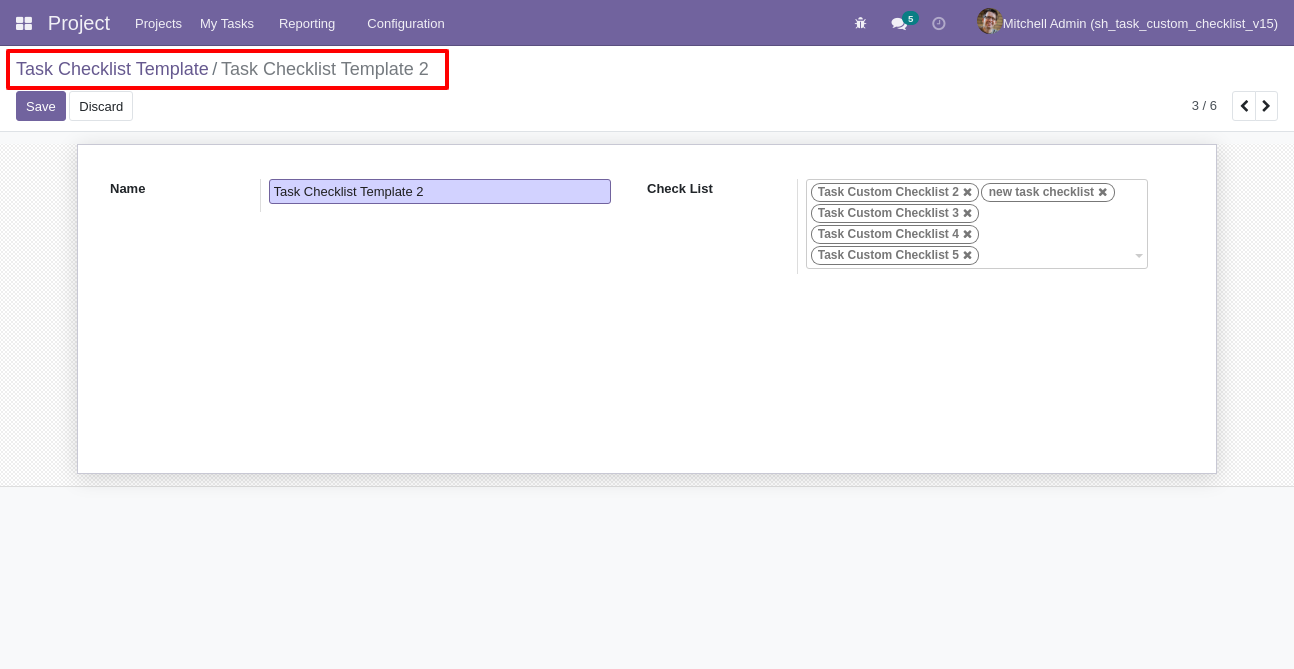 Project Projects My Tasks Reporting Configuration 5 Mitchell Admin (sh_task_custom_checklist_v15)
Task Checklist Template / Task Checklist Template 2
Save Discard 3 / 6
Name Task Checklist Template 2 Check List Task Custom Checklist 2 new task checklist
Task Custom Checklist 3
Task Custom Checklist 4
Task Custom Checklist 5